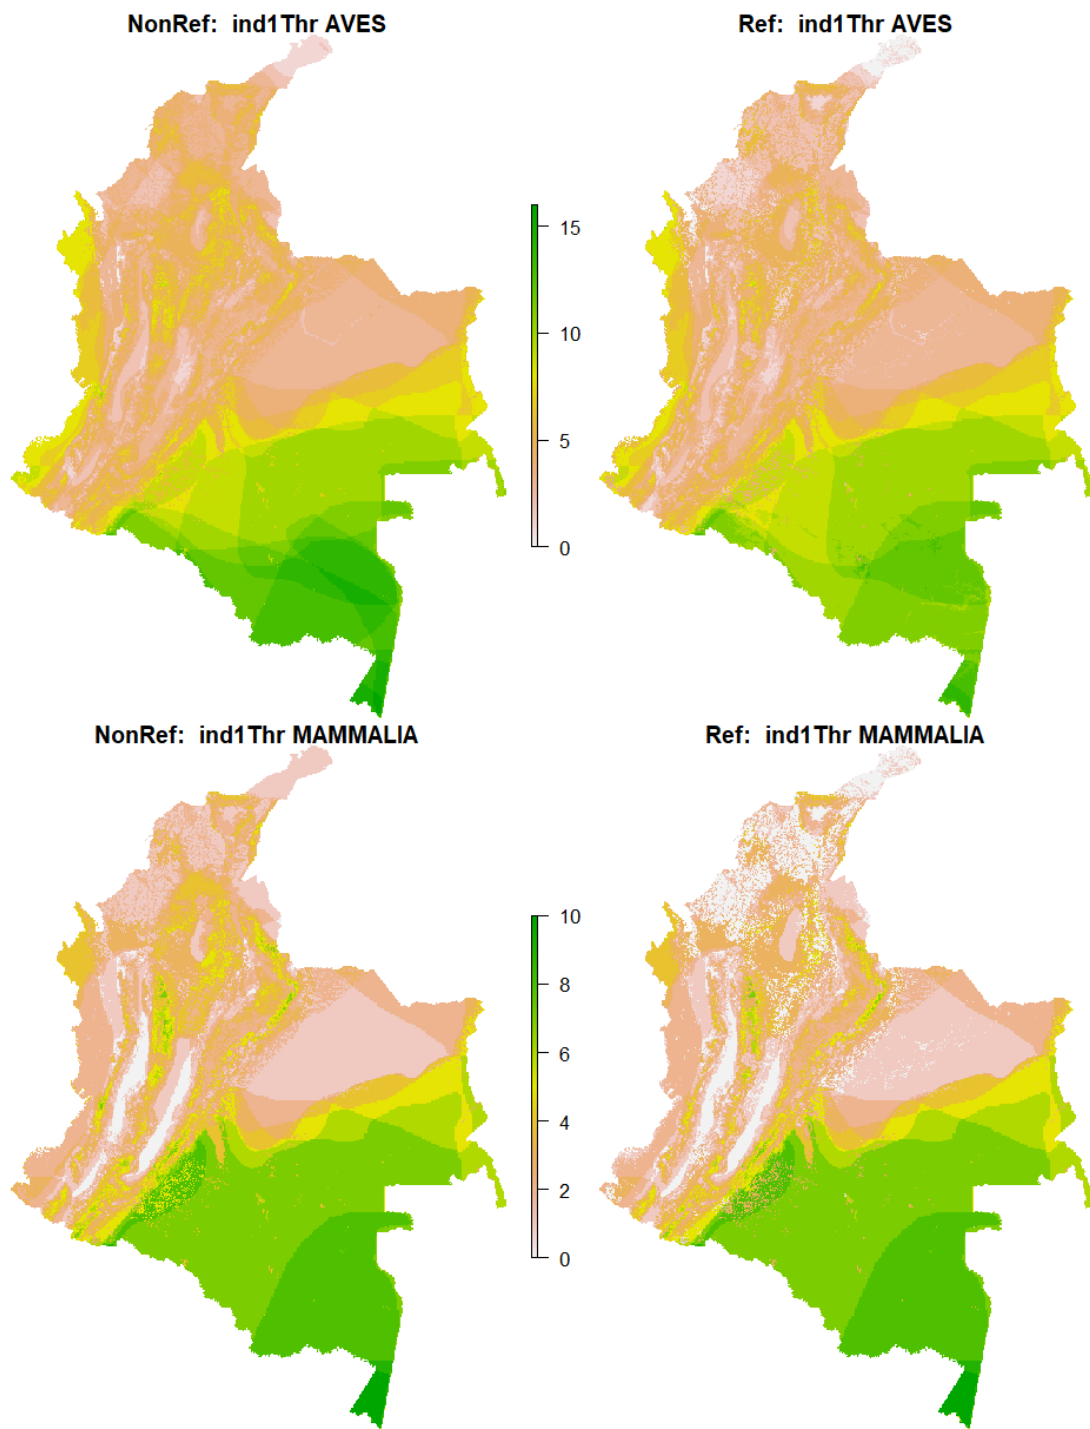 NonRef: ind1Thr AVES
Ref: ind1Thr AVES
15
10
5
0
NonRef: ind1Thr MAMMALIA
Ref: ind1Thr MAMMALIA
10
8
6
4
2
0